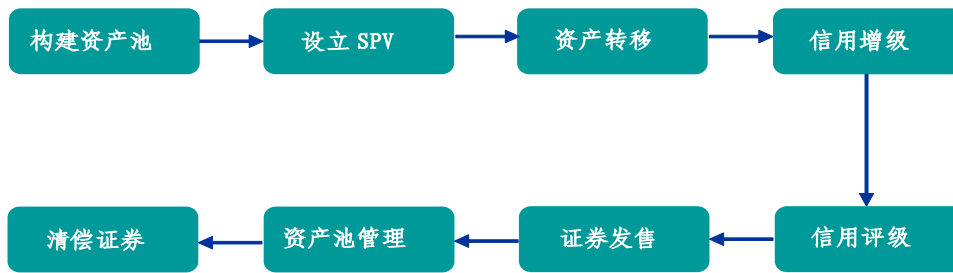 构建资产池
设立 SPV
资产转移
信用增级
信用评级
证券发售
资产池管理
清偿证券